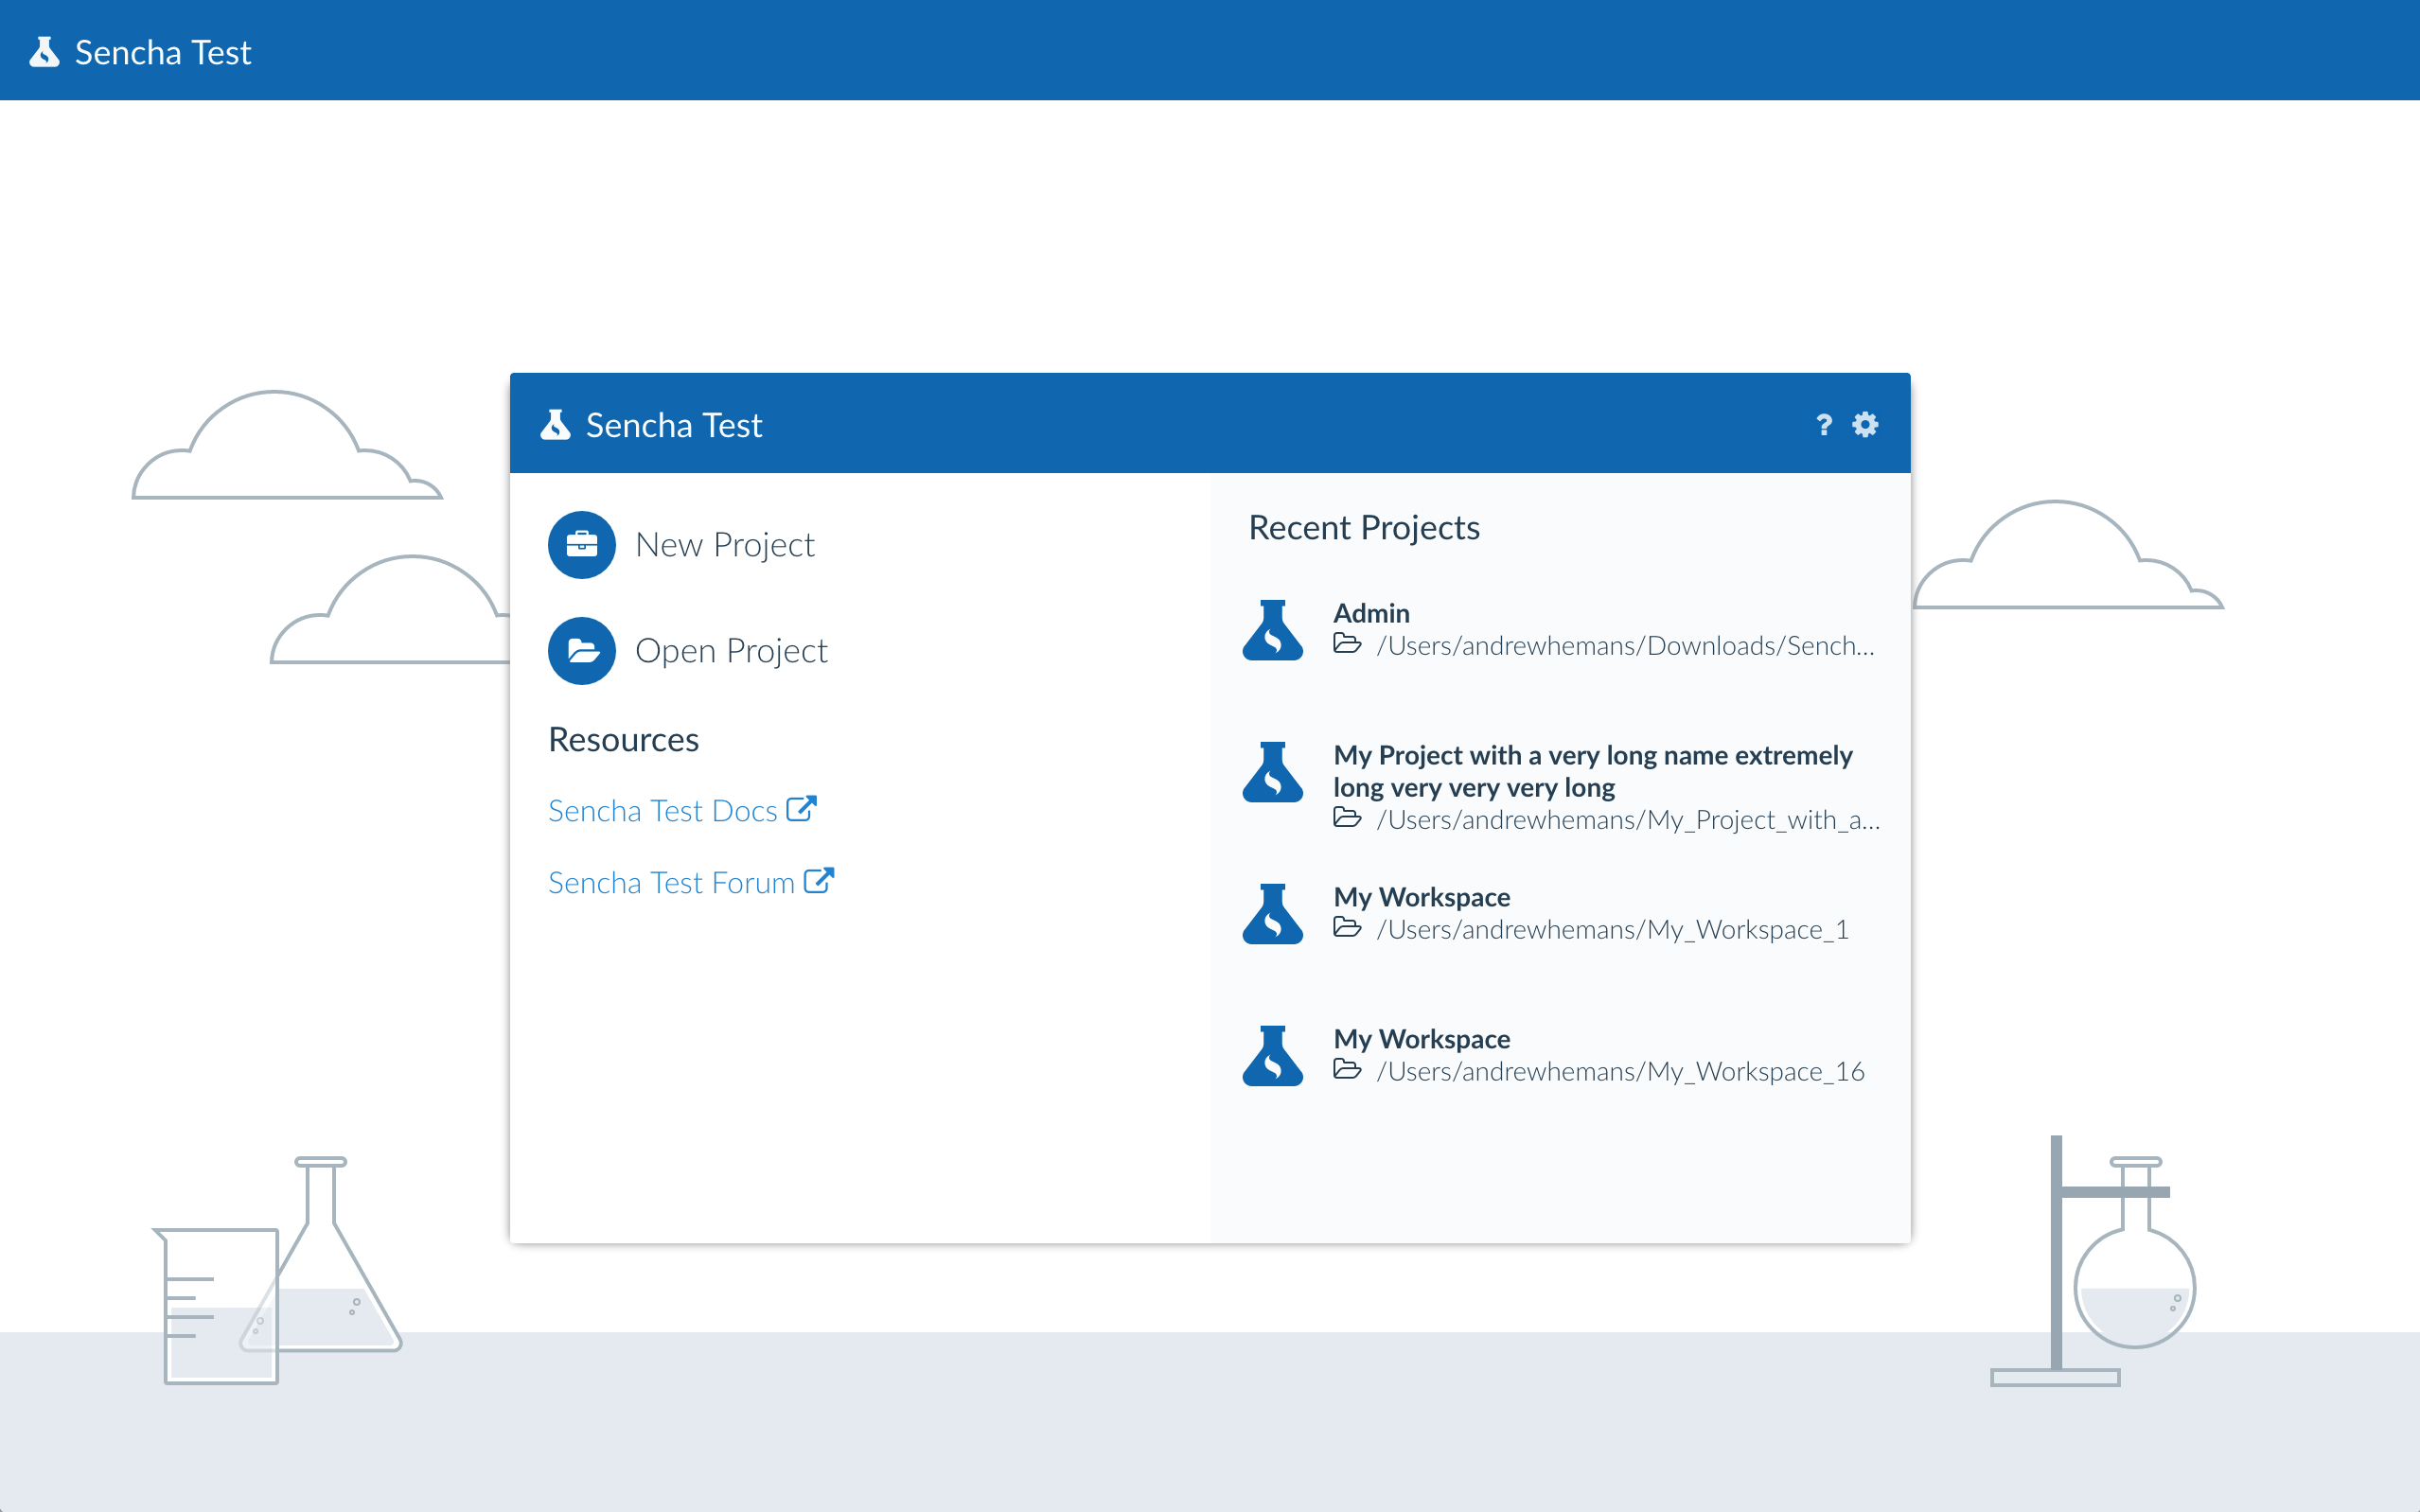 Sencha Test
Sencha Test
?
New Project
Open Project
Resources
Sencha Test Docs
Sencha Test Forum
Recent Projects
Admin
/Users/andrewhemans/Downloads/Sench...
My Project with a very long name extremely
long very very very long
/Users/andrewhemans/My_Project_with_a...
My Workspace
/Users/andrewhemans/My_Workspace_1
My Workspace
/Users/andrewhemans/My_Workspace_16